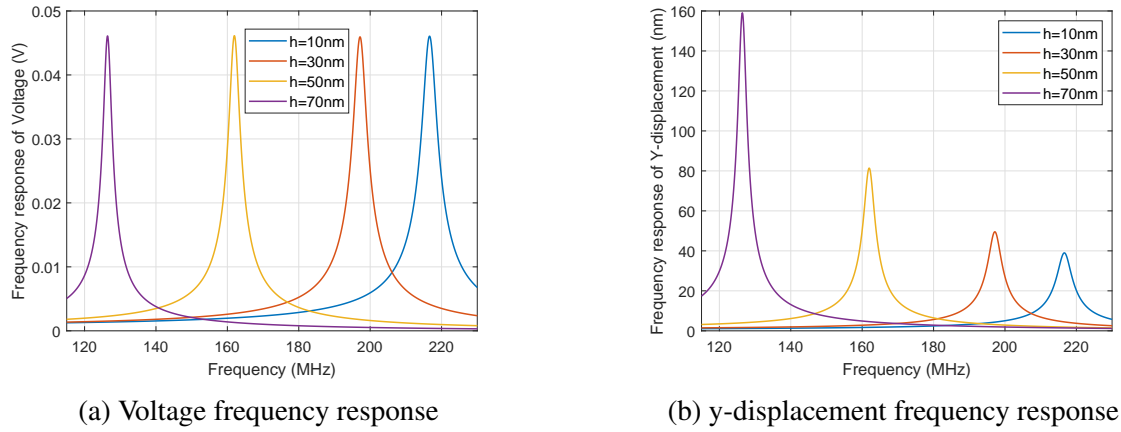 0.05
0.04
0.03
0.02
0.01
0
Frequency response of Voltage (V)
h=10nm
h=30nm
h=50nm
h=70nm
120 140 160 180 200 220
Frequency (MHz)
(a) Voltage frequency response
160
140
120
100
80
60
40
20
0
Frequency response of Y-displacement (nm)
h=10nm
h=30nm
h=50nm
h=70nm
120 140 160 180 200 220
Frequency (MHz)
(b) y-displacement frequency response